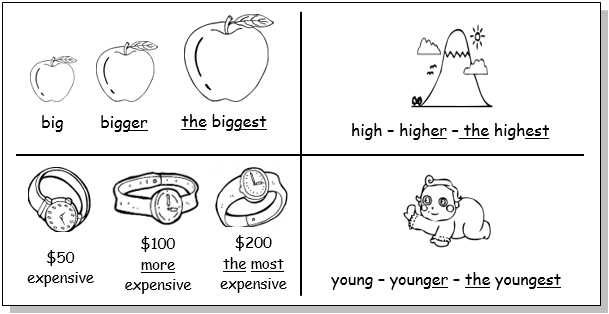 big bigger the biggest
high – higher – the highest
$50 $100 $200
expensive more the most
expensive expensive
young – younger – the youngest